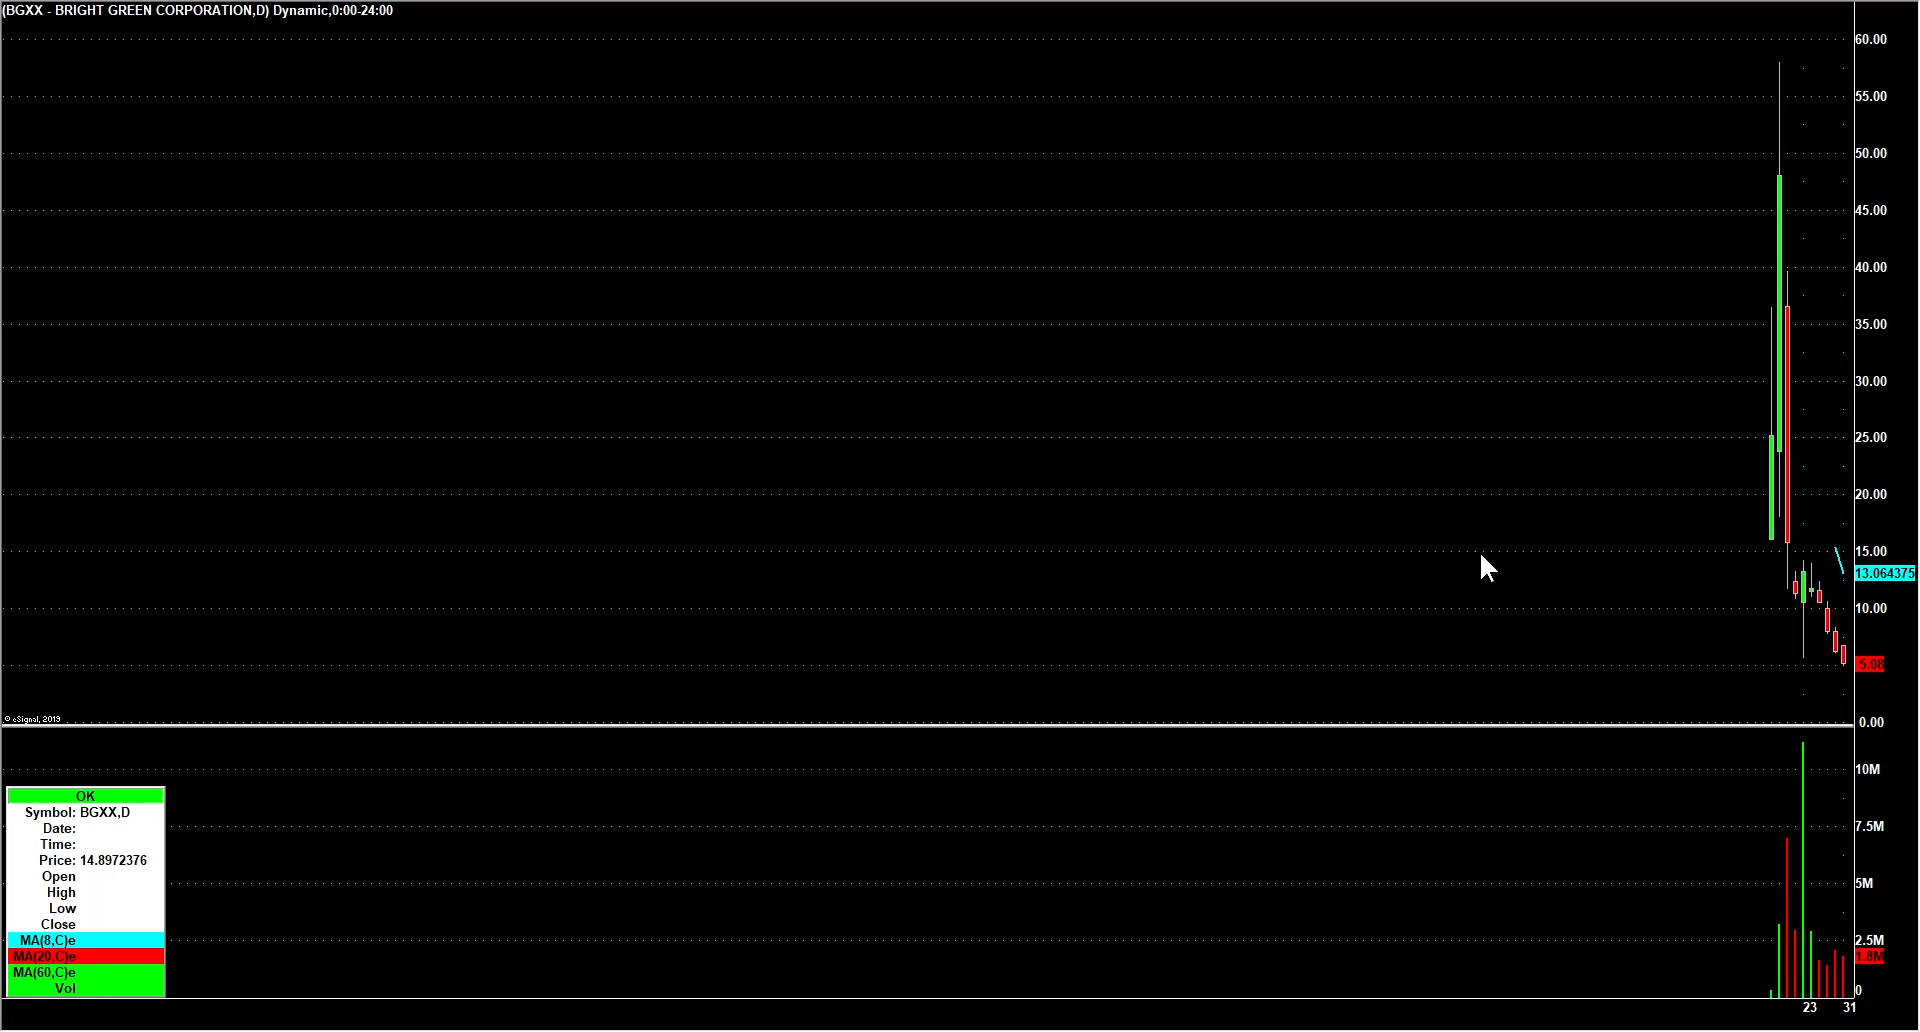 (BGXX - BRIGHT GREEN CORPORATION,D) Dynamic,0:00-24:00
60.00
55.00
50.00
45.00
40.00
35.00
30.00
25.00
20.00
15.00
13.064375
10.00
5.08
0.00
© eSignal, 2019
10M
7.5M
5M
2.5M
1.8M
0
OK
Symbol: BGXX,D
Date:
Time:
Price: 14.8972376
Open
High
Low
Close
MA(8,C)e
MA(20,C)e
MA(60,C)e
Vol
23 31